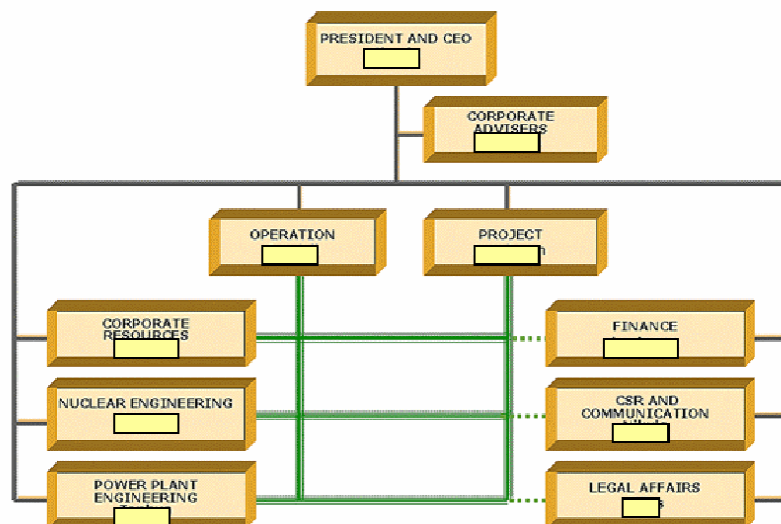 PRESIDENT AND CEO
CORPORATE
ADVISERS
OPERATION
PROJECT
CORPORATE
RESOURCES
FINANCE
NUCLEAR ENGINEERING
CSR AND
COMMUNICATION
POWER PLANT
ENGINEERING
LEGAL AFFAIRS